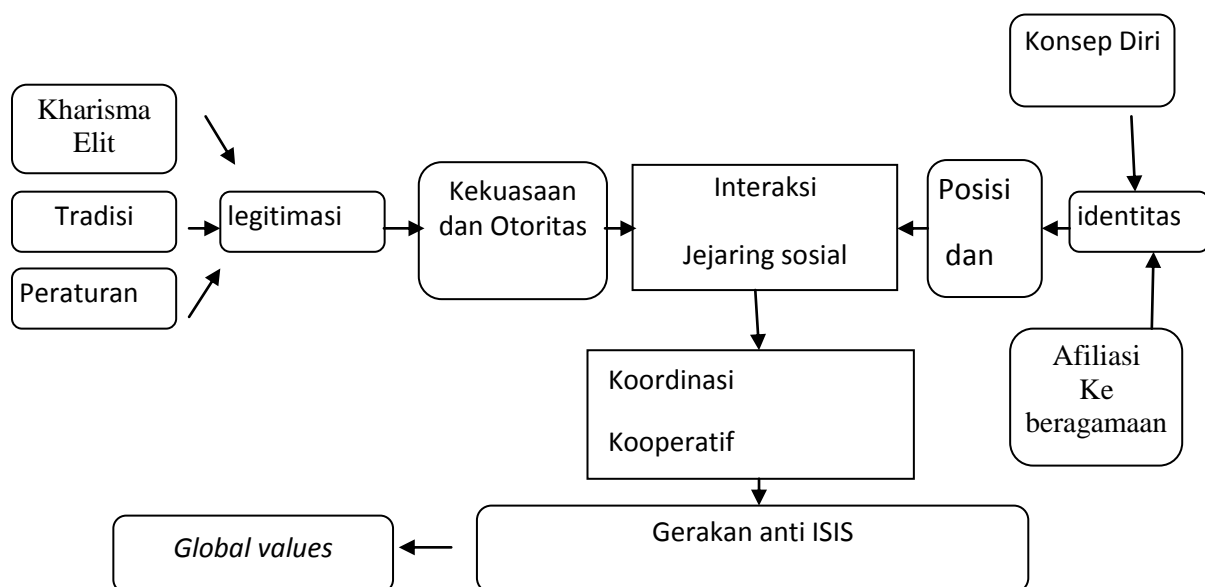 Konsep Diri
Kharisma
Elit
Tradisi
Peraturan
legitimasi
Kekuasaan
dan Otoritas
Interaksi
Jejaring sosial
Posisi
dan
identitas
Afiliasi
Ke
beragamaan
Koordinasi
Kooperatif
Gerakan anti ISIS
Global values